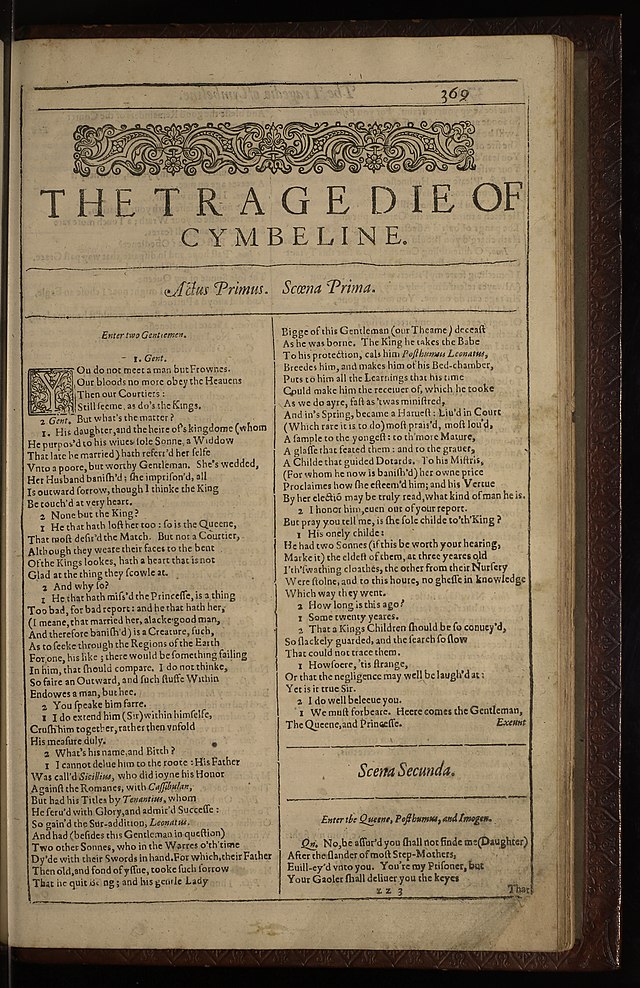 369
THE TRAGEDIE OF
CYMBELINE.
Actus Primus. Scœna Prima.
Enter two Gentlemen.
1. Gent.
YOu do not meet a man but Frownes.
Our bloods no more obey the Heauens
Then our Courtiers:
Still seeme, as do's the Kings.
2 Gent. But what's the matter?
1. His daughter, and the heire of's kingdome (whom
He purpos'd to his wiues sole Sonne, a Widdow
That late he married) hath referr'd her selfe
Vnto a poore, but worthy Gentleman. She's wedded,
Her Husband banish'd; she imprison'd, all
Is outward sorrow, though I thinke the King
Be touch'd at very heart.
2 None but the King?
1 He that hath lost her too: so is the Queene,
That most desir'd the Match. But not a Courtier,
Although they weare their faces to the bent
Of the Kings lookes, hath a heart that is not
Glad at the thing they scowle at.
2 And why so?
1 He that hath miss'd the Princesse, is a thing
Too bad, for bad report: and he that hath her,
(I meane, that married her, alacke good man,
And therefore banish'd) is a Creature, such,
As to seeke through the Regions of the Earth
For one, his like; there would be something failing
In him, that should compare. I do not thinke,
So faire an Outward, and such stuffe Within
Endowes a man, but hee.
2 You speake him farre.
1 I do extend him (Sir) within himselfe,
Crush him together, rather then vnfold
His measure duly.
2 What's his name, and Birth?
1 I cannot delue him to the roote: His Father
Was call'd Sicillius, who did ioyne his Honor
Against the Romanes, with Cassibulan,
But had his Titles by Tenantius, whom
He seru'd with Glory, and admir'd Successe:
So gain'd the Sur-addition, Leonatus.
And had (besides this Gentleman in question)
Two other Sonnes, who in the Warres o'th'time
Dy'de with their Swords in hand. For which, their Father
Then old, and fond of yssue, tooke such sorrow
That he quit Being; and his gentle Lady
Bigge of this Gentleman (our Theame) deceast
As he was borne. The King he takes the Babe
To his protection, cals him Posthumus Leonatus,
Breedes him, and makes him of his Bed-chamber,
Puts to him all the Learnings that his time
Could make him the receiuer of, which he tooke
As we do ayre, fast as 'twas ministred,
And in's Spring, became a Haruest: Liu'd in Court
(Which rare it is to do) most prais'd, most lou'd,
A sample to the yongest: to th'more Mature,
A glasse that feated them: and to the grauer,
A Childe that guided Dotards. To his Mistris,
(For whom he now is banish'd) her owne price
Proclaimes how she esteem'd him; and his Vertue
By her electiõ may be truly read, what kind of man he is.
2 I honor him, euen out of your report.
But pray you tell me, is she sole childe to'th'King?
1 His onely childe:
He had two Sonnes (if this be worth your hearing,
Marke it) the eldest of them, at three yeares old
I'th'swathing cloathes, the other from their Nursery
Were stolne, and to this houre, no ghesse in knowledge
Which way they went.
2 How long is this ago?
1 Some twenty yeares.
2 That a Kings Children should be so conuey'd,
So slackely guarded, and the search so slow
That could not trace them.
1 Howsoere, 'tis strange,
Or that the negligence may well be laugh'd at:
Yet is it true Sir.
2 I do well beleeue you.
1 We must forbeare. Heere comes the Gentleman,
The Queene, and Princesse. Exeunt
Scena Secunda.
Enter the Queene, Posthumus, and Imogen.
Qu. No, be assur'd you shall not finde me (Daughter)
After the slander of most Step-Mothers,
Euill-ey'd vnto you. You're my Prisoner, but
Your Gaoler shall deliuer you the keyes
zz 3
That